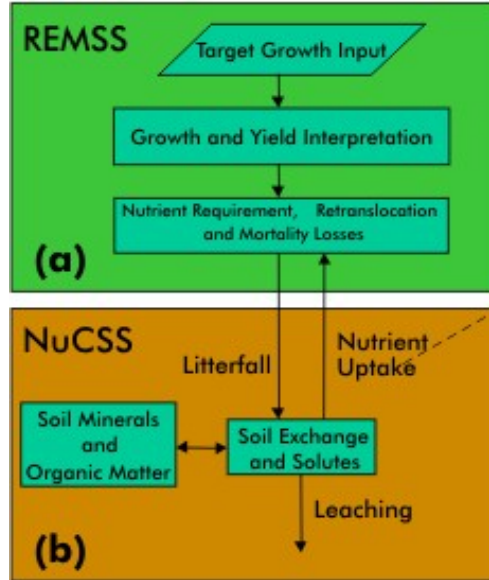 REMSS
Target Growth Input
Growth and Yield Interpretation
Nutrient Requirement, Retranslocation
and Mortality Losses
(a)
NuCSS
Litterfall
Nutrient
Uptake
Soil Minerals
and
Organic Matter
Soil Exchange
and Solutes
Leaching
(b)